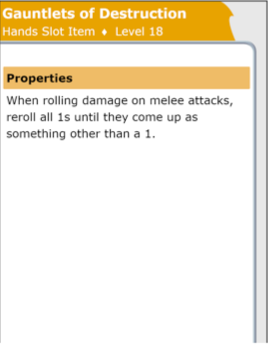 Gauntlets of Destruction
Hands Slot Item ♦ Level 18
Properties
When rolling damage on melee attacks,
reroll all 1s until they come up as
something other than a 1.